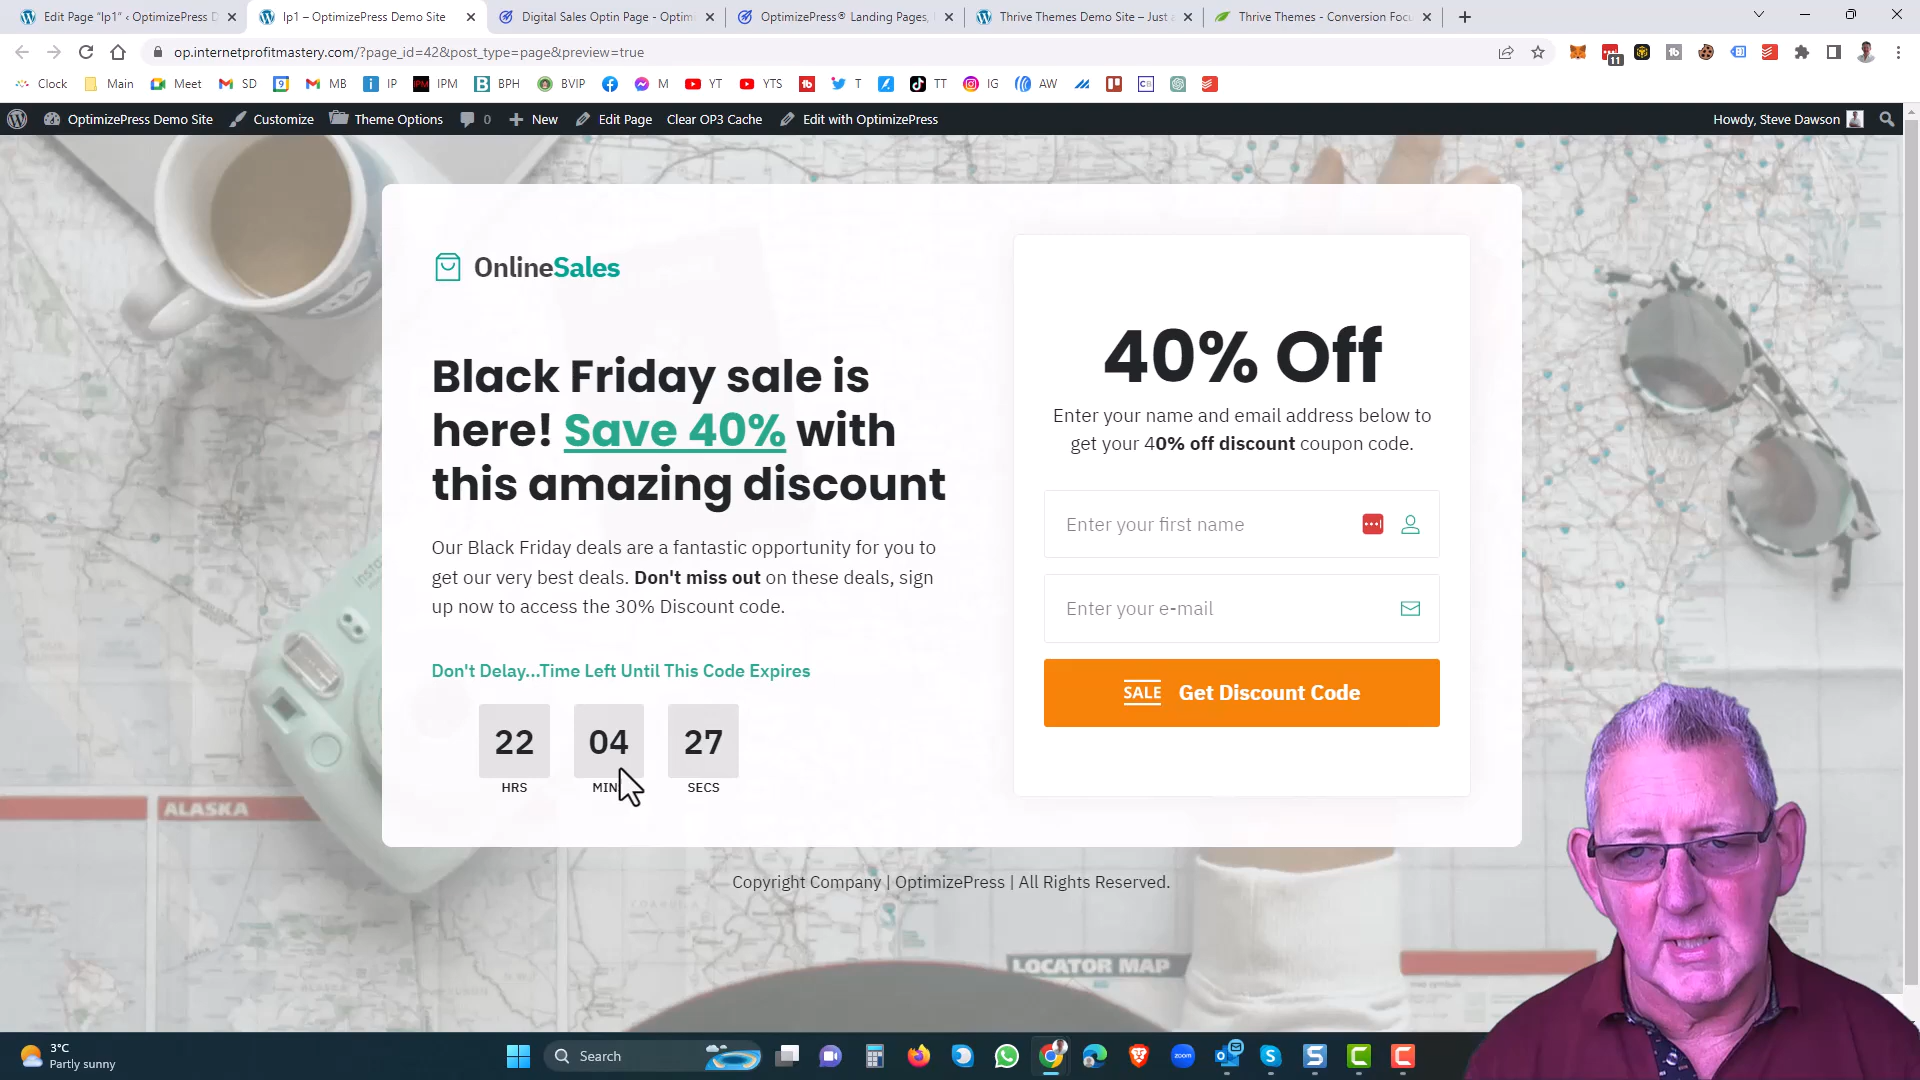 Edit Page "lp1" ‹ OptimizePress D
lp1 – OptimizePress Demo Site
Digital Sales Optin Page - Optim
OptimizePress® Landing Pages,
Thrive Themes Demo Site – Just a
Thrive Themes - Conversion Focu
op.internetprofitmastery.com/?page_id=42&post_type=page&preview=true
11
Clock
Main
Meet
SD
9
MB
IP
IPM
IPM
BPH
BVIP
M
YT
YTS
T
TT
IG
AW
OptimizePress Demo Site
Customize
Theme Options
0
New
Edit Page
Clear OP3 Cache
Edit with OptimizePress
Howdy, Steve Dawson
OnlineSales
Black Friday sale is
here! Save 40% with
this amazing discount
Our Black Friday deals are a fantastic opportunity for you to
get our very best deals. Don't miss out on these deals, sign
up now to access the 30% Discount code.
Don't Delay...Time Left Until This Code Expires
22 04 27
HRS MIN SECS
40% Off
Enter your name and email address below to
get your 40% off discount coupon code.
Enter your first name
Enter your e-mail
SALE Get Discount Code
Copyright Company | OptimizePress | All Rights Reserved.
ALASKA
LOCATOR MAP
3°C
Partly sunny
Search
zoom